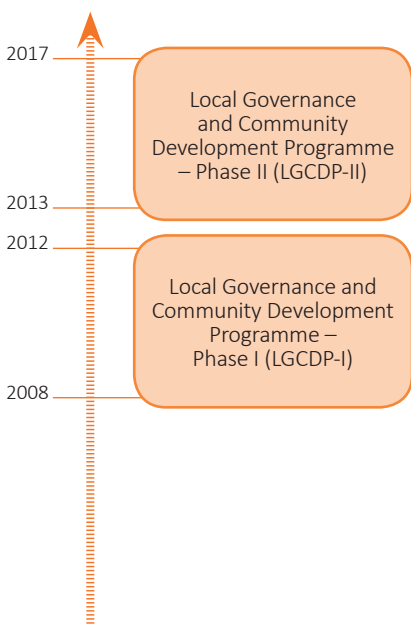 2017
Local Governance
and Community
Development Programme
– Phase II (LGCDP-II)
2013
2012
Local Governance and
Community Development
Programme –
Phase I (LGCDP-I)
2008